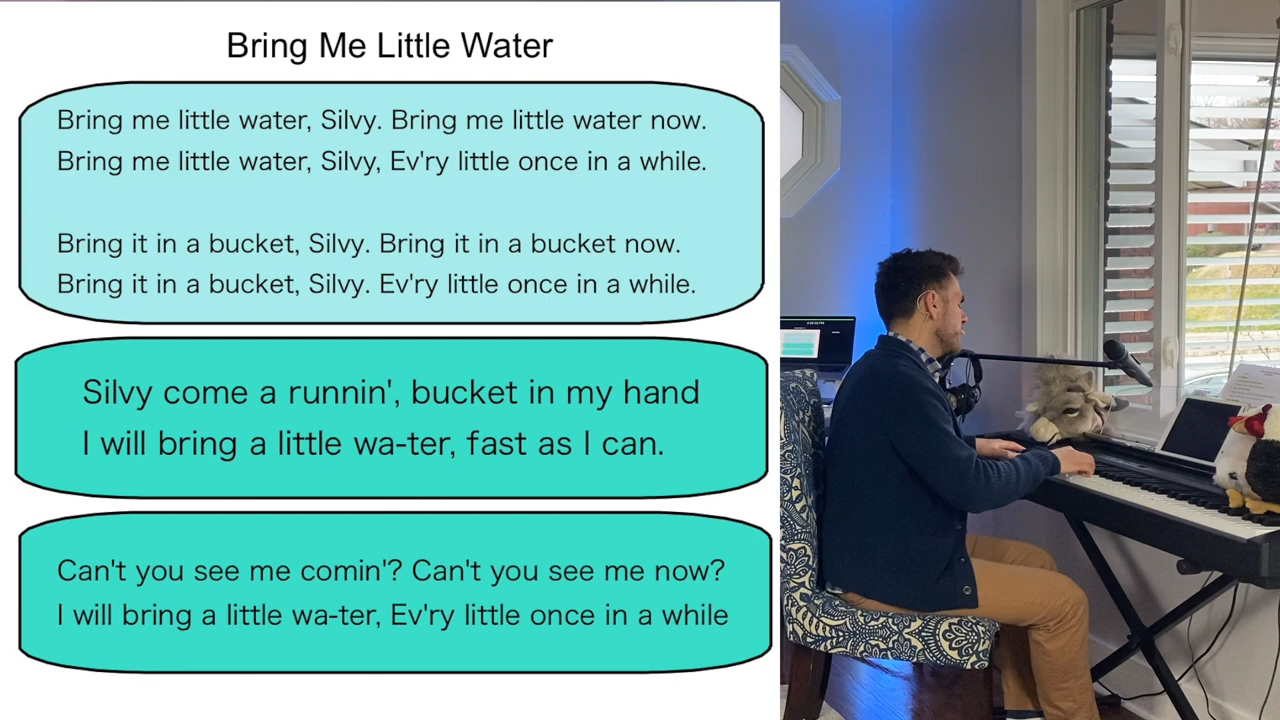 Bring Me Little Water
Bring me little water, Silvy. Bring me little water now.
Bring me little water, Silvy, Ev'ry little once in a while.
Bring it in a bucket, Silvy. Bring it in a bucket now.
Bring it in a bucket, Silvy. Ev'ry little once in a while.
Silvy come a runnin', bucket in my hand
I will bring a little wa-ter, fast as I can.
Can't you see me comin'? Can't you see me now?
I will bring a little wa-ter, Ev'ry little once in a while